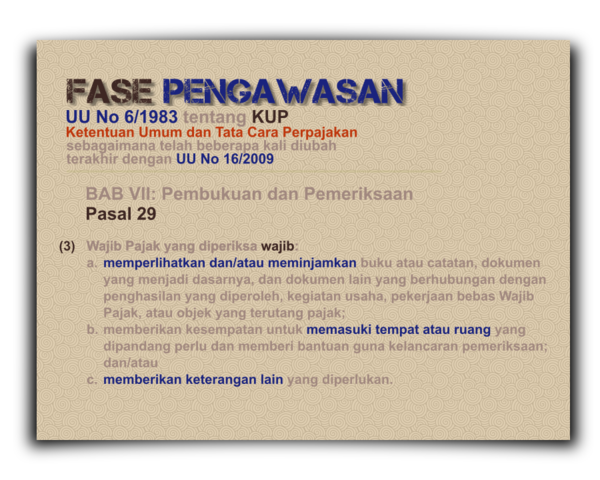 FASE PENGAWASAN
UU No 6/1983 tentang KUP
Ketentuan Umum dan Tata Cara Perpajakan
sebagaimana telah beberapa kali diubah
terakhir dengan UU No 16/2009
BAB VII: Pembukuan dan Pemeriksaan
Pasal 29
(3) Wajib Pajak yang diperiksa wajib:
a. memperlihatkan dan/atau meminjamkan buku atau catatan, dokumen
yang menjadi dasarnya, dan dokumen lain yang berhubungan dengan
penghasilan yang diperoleh, kegiatan usaha, pekerjaan bebas Wajib
Pajak, atau objek yang terutang pajak;
b. memberikan kesempatan untuk memasuki tempat atau ruang yang
dipandang perlu dan memberi bantuan guna kelancaran pemeriksaan;
dan/atau
c. memberikan keterangan lain yang diperlukan.